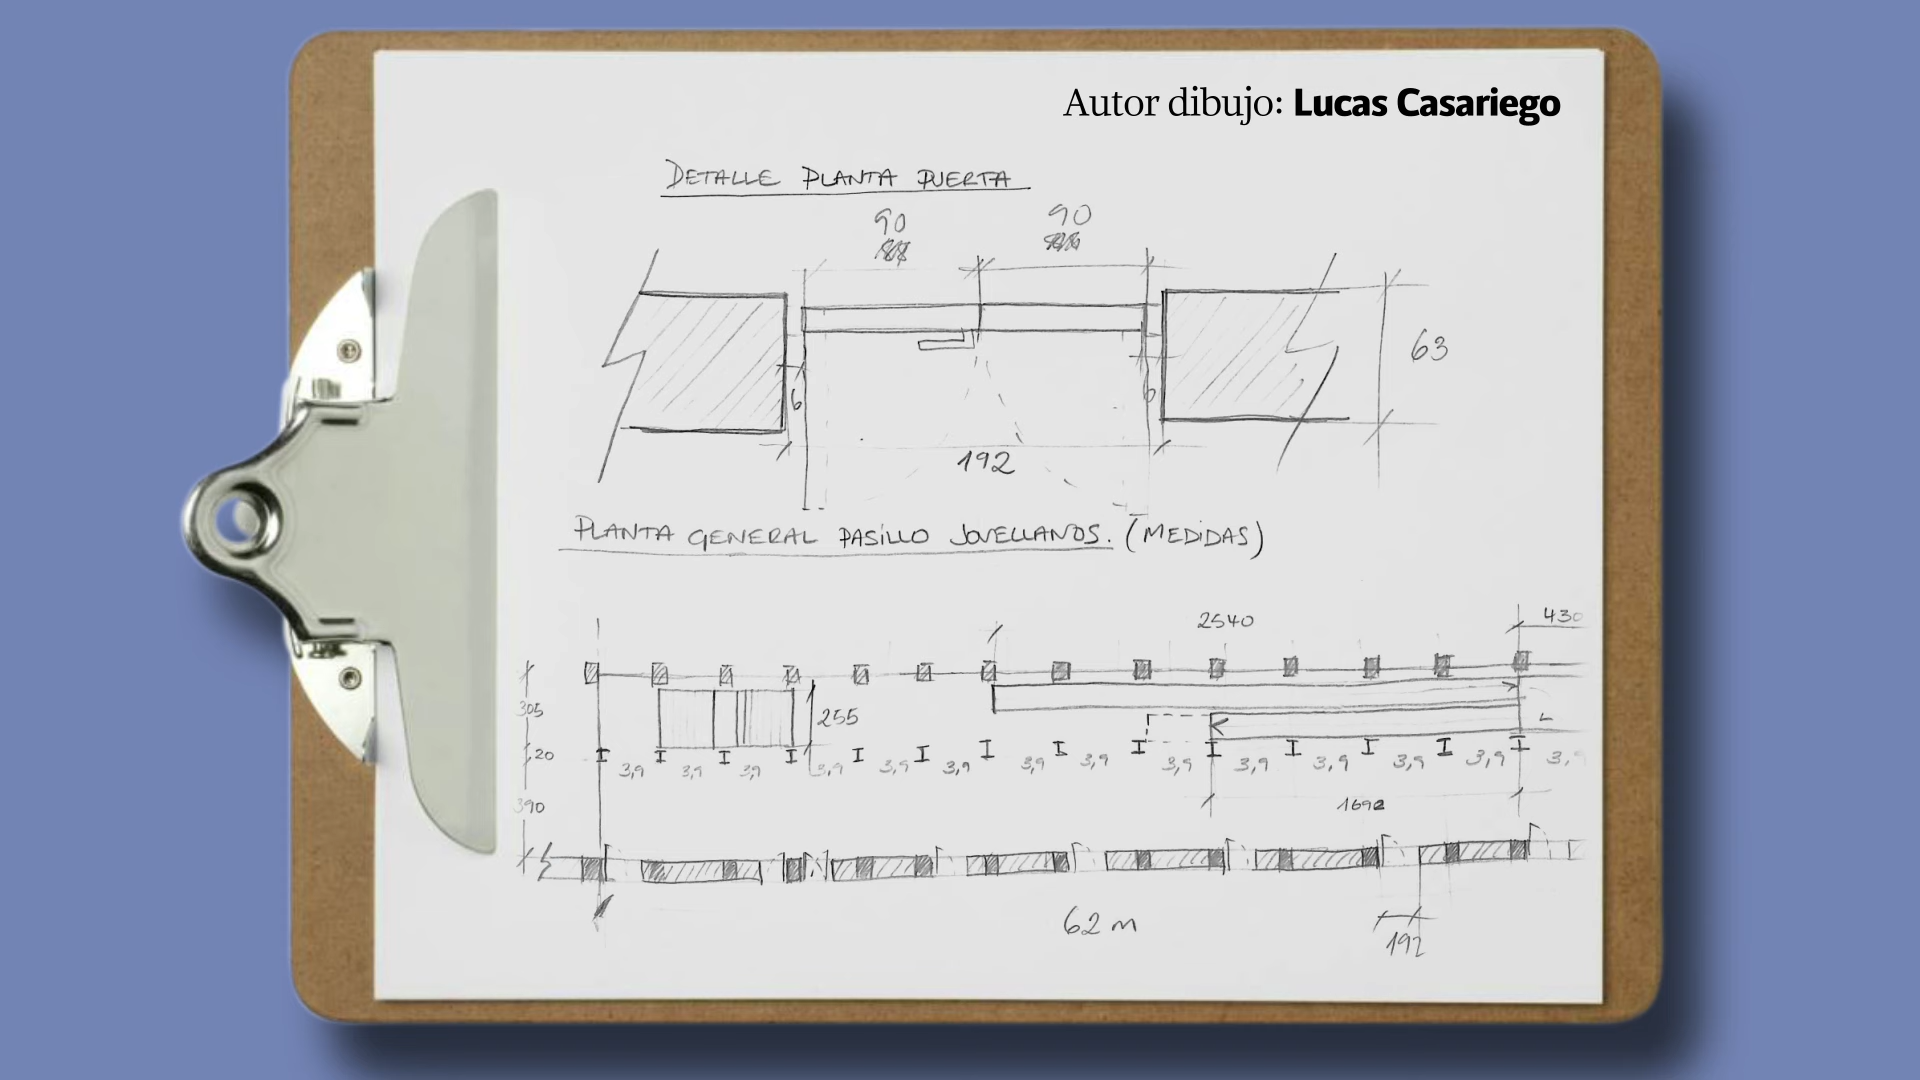 Autor dibujo: Lucas Casariego
DETALLE PLANTA PUERTA
90 90
63
6 6
192
PLANTA GENERAL PASILLO JOVELLANOS. (MEDIDAS)
2540 430
305
255
20
3,9 3,9 3,9 3,9 3,9 3,9 3,9 3,9 3,9 3,9 3,9 3,9 3,9 3,9
390
1692
62 m
192